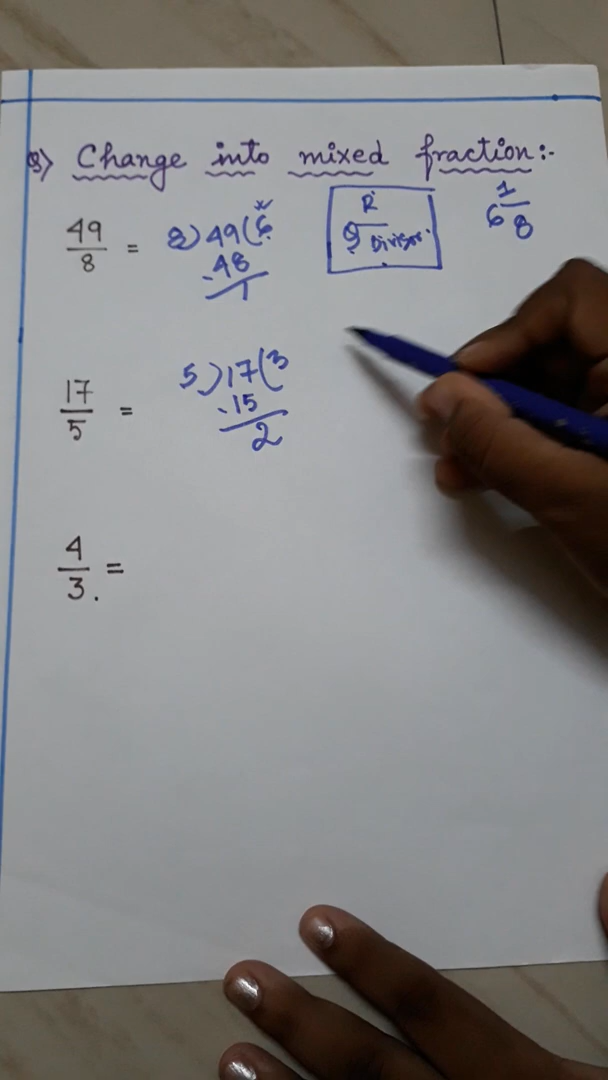 Q) Change into mixed fraction:-
49/8 = 8)49(6
-48
1
R
Q Divisor
6 1/8
17/5 = 5)17(3
-15
2
4/3 =